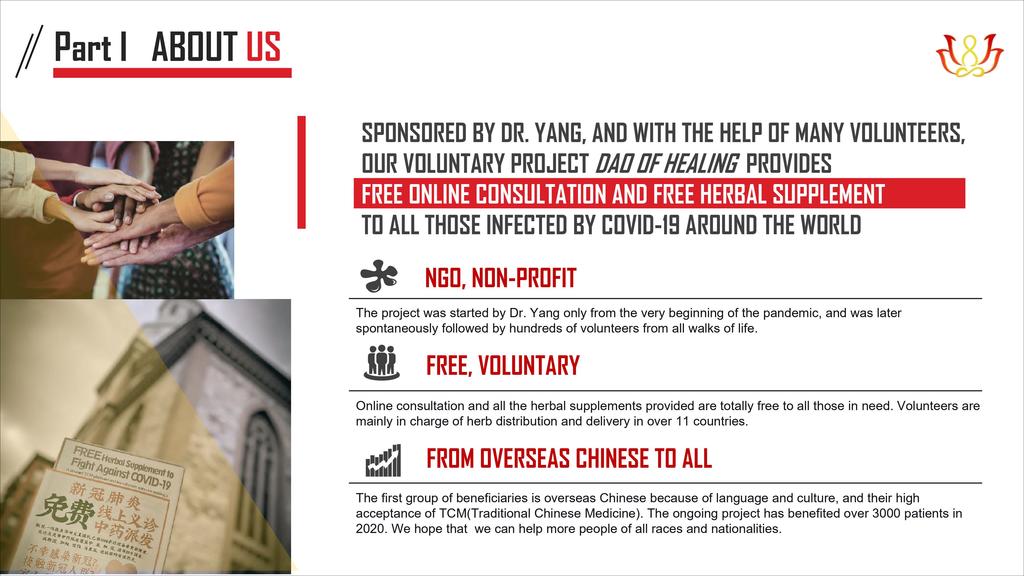 Part I ABOUT US
SPONSORED BY DR. YANG, AND WITH THE HELP OF MANY VOLUNTEERS,
OUR VOLUNTARY PROJECT DAO OF HEALING PROVIDES
FREE ONLINE CONSULTATION AND FREE HERBAL SUPPLEMENT
TO ALL THOSE INFECTED BY COVID-19 AROUND THE WORLD
NGO, NON-PROFIT
The project was started by Dr. Yang only from the very beginning of the pandemic, and was later
spontaneously followed by hundreds of volunteers from all walks of life.
FREE, VOLUNTARY
Online consultation and all the herbal supplements provided are totally free to all those in need. Volunteers are
mainly in charge of herb distribution and delivery in over 11 countries.
FROM OVERSEAS CHINESE TO ALL
The first group of beneficiaries is overseas Chinese because of language and culture, and their high
acceptance of TCM(Traditional Chinese Medicine). The ongoing project has benefited over 3000 patients in
2020. We hope that we can help more people of all races and nationalities.
FREE Herbal Supplement to
Fight Against COVID-19
新冠肺炎
免费
线上义诊
中药派发
不幸感染新冠?
接触新冠人群?